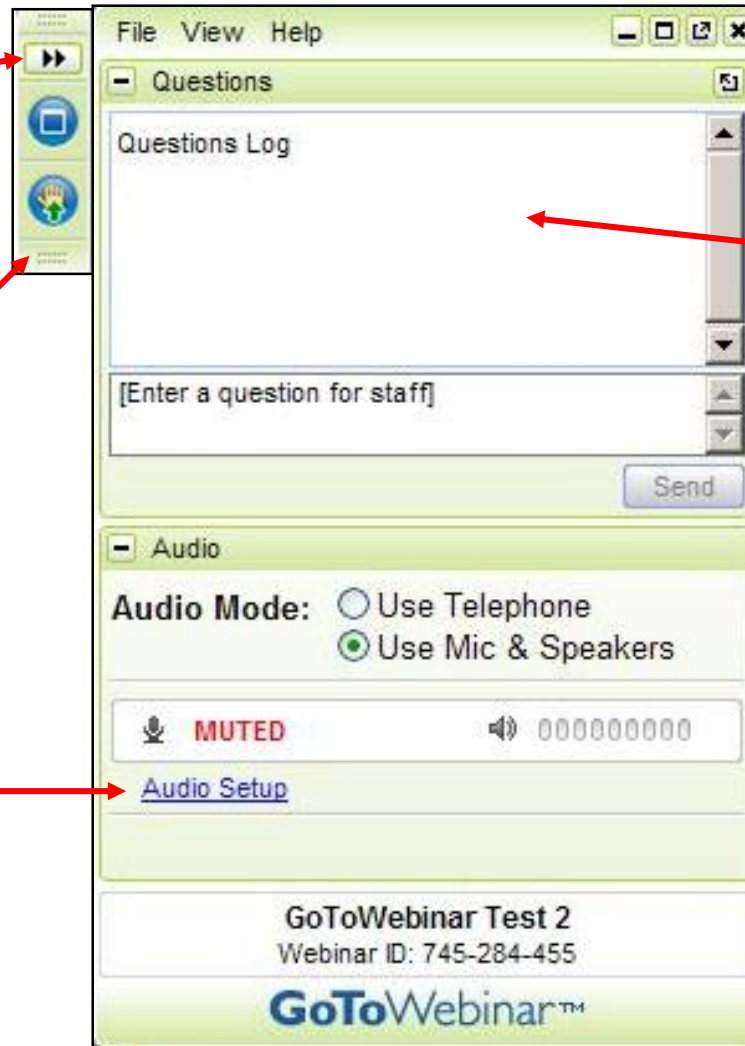 File View Help
Questions
Questions Log
[Enter a question for staff]
Send
Audio
Audio Mode: Use Telephone
Use Mic & Speakers
MUTED 000000000
Audio Setup
GoToWebinar Test 2
Webinar ID: 745-284-455
GoToWebinar™